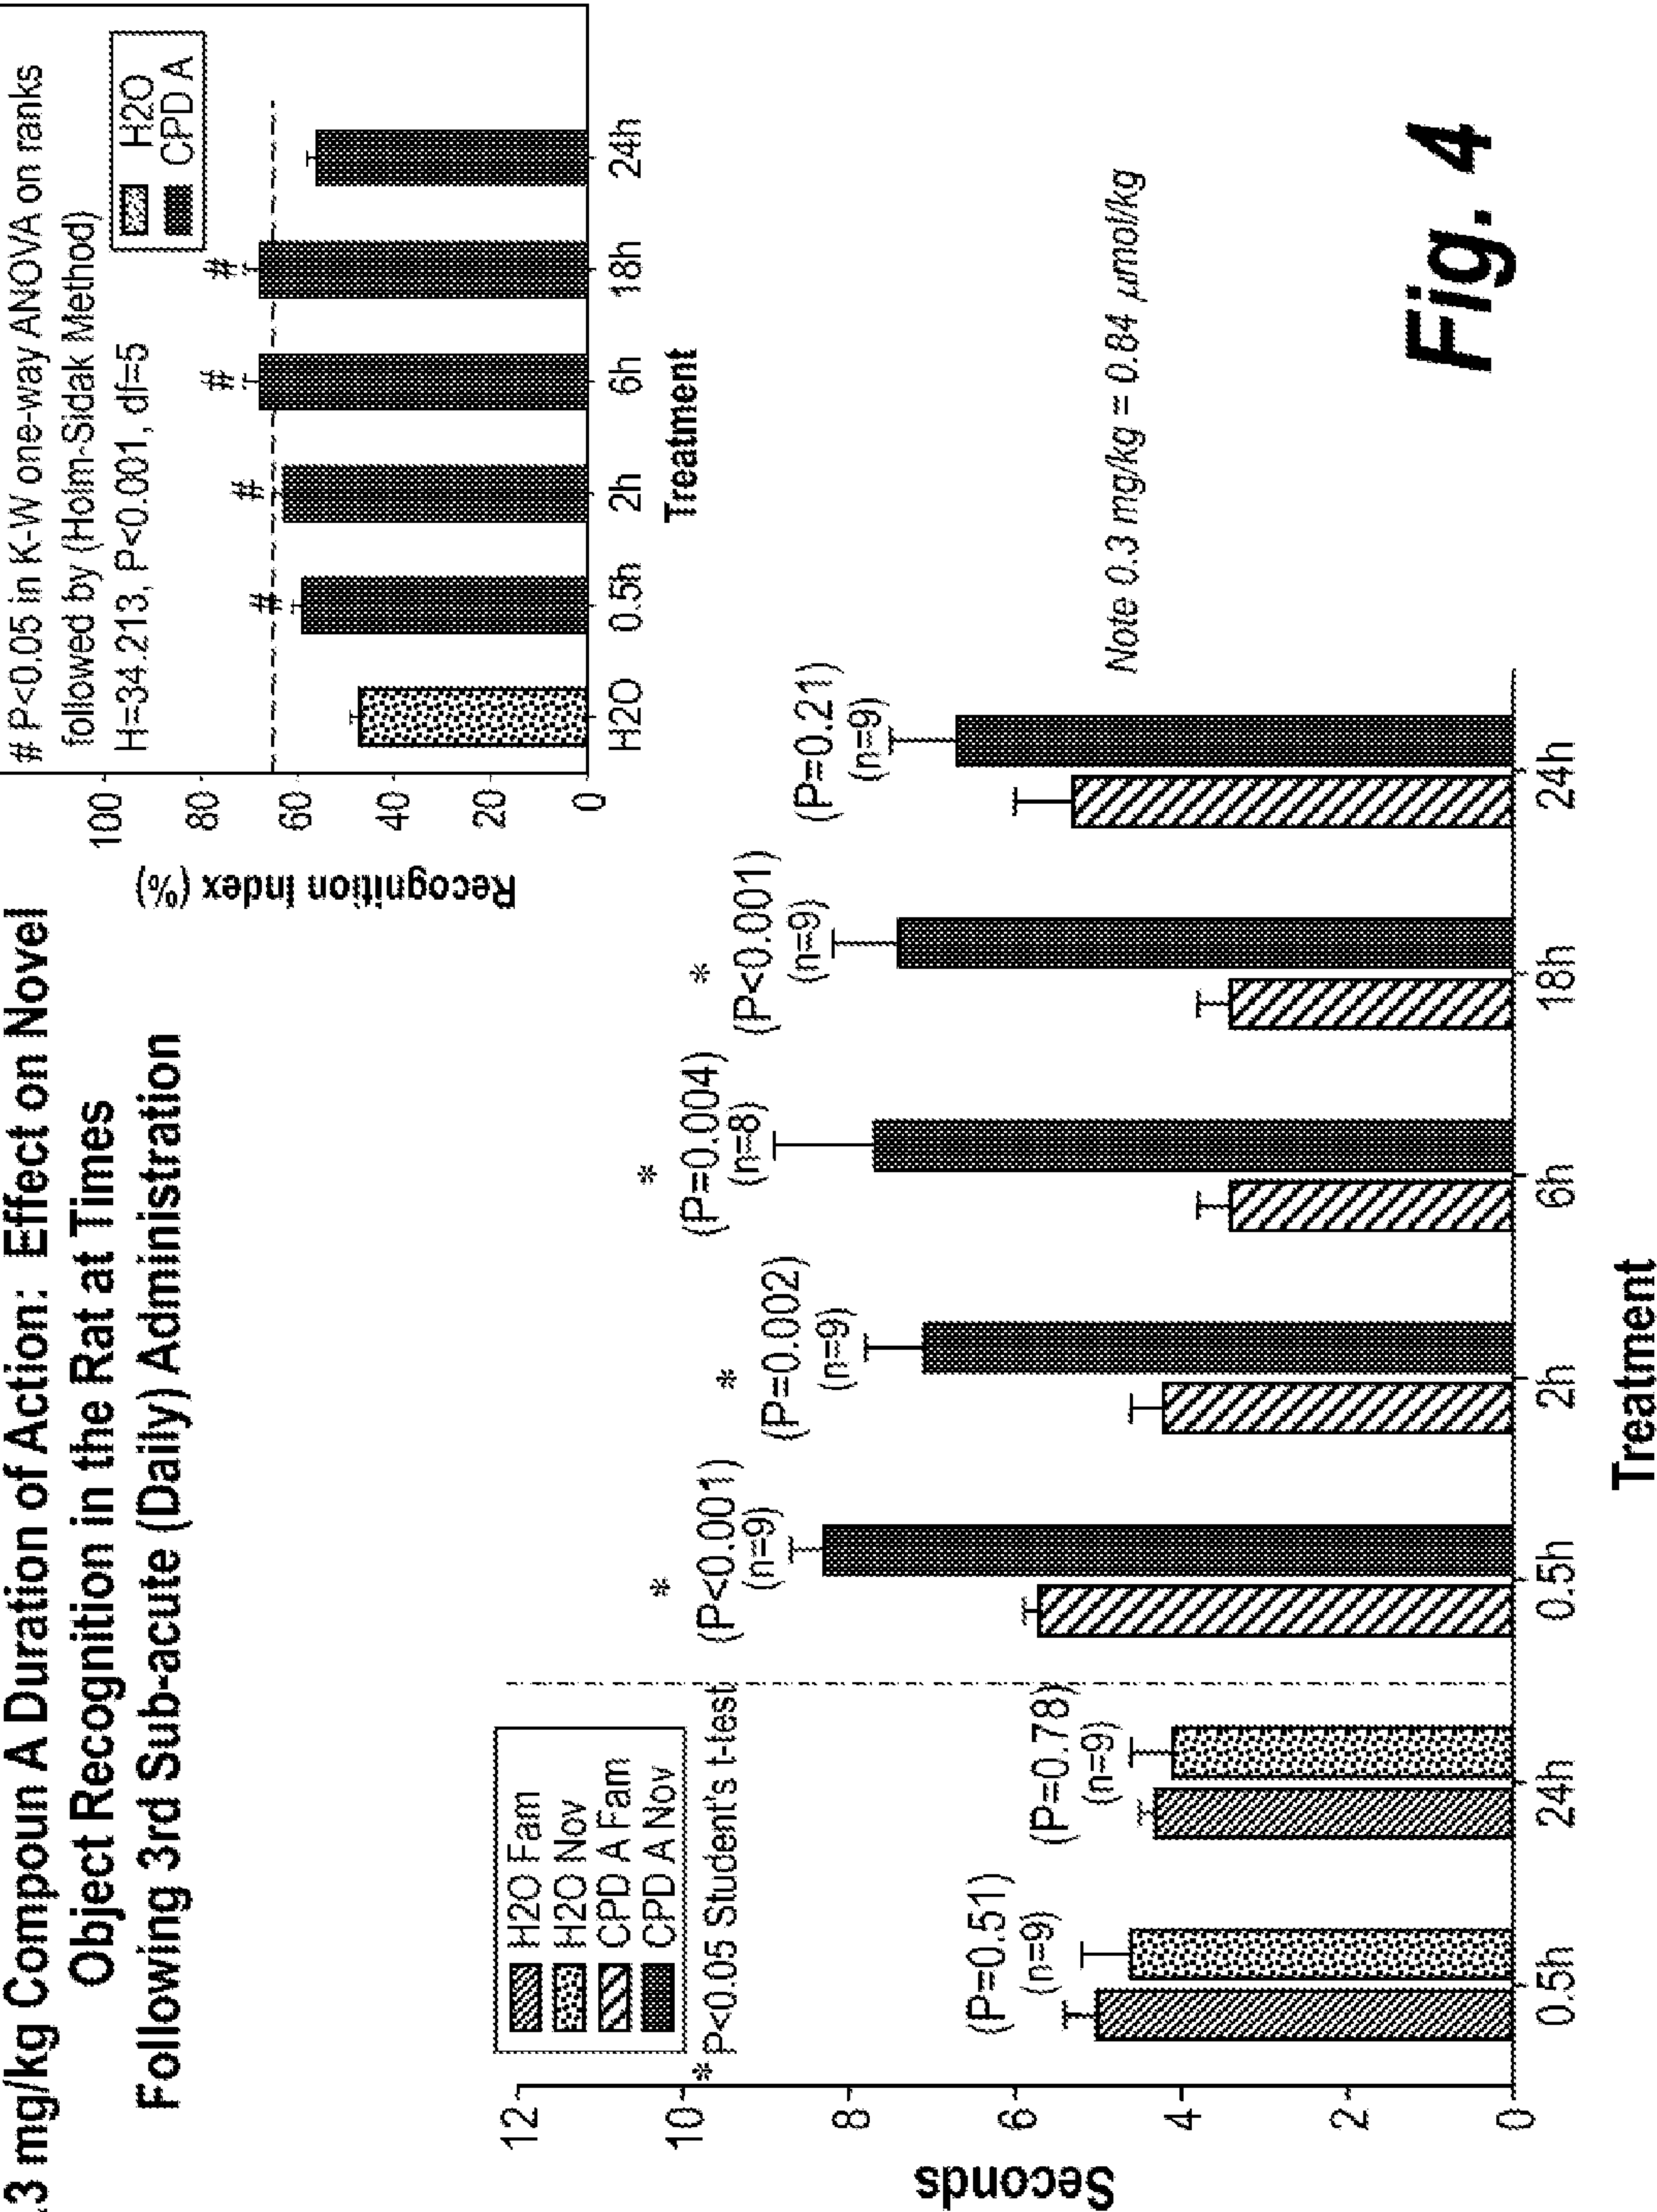 .3 mg/kg Compoun A Duration of Action: Effect on Novel
Object Recognition in the Rat at Times
Following 3rd Sub-acute (Daily) Administration
# P<0.05 in K-W one-way ANOVA on ranks
followed by (Holm-Sidak Method)
H=34.213, P<0.001, df=5
H2O
CPD A
Recognition Index (%)
100
80
60
40
20
0
#
#
#
#
H2O
0.5h
2h
6h
18h
24h
Treatment
H2O Fam
H2O Nov
CPD A Fam
CPD A Nov
* P<0.05 Student's t-test
Seconds
12
10
8
6
4
2
0
(P=0.51)
(n=9)
(P=0.78)
(n=9)
*
(P<0.001)
(n=9)
*
(P=0.002)
(n=9)
*
(P=0.004)
(n=8)
*
(P<0.001)
(n=9)
(P=0.21)
(n=9)
0.5h
24h
0.5h
2h
6h
18h
24h
Treatment
Note 0.3 mg/kg = 0.84 μmol/kg
Fig. 4